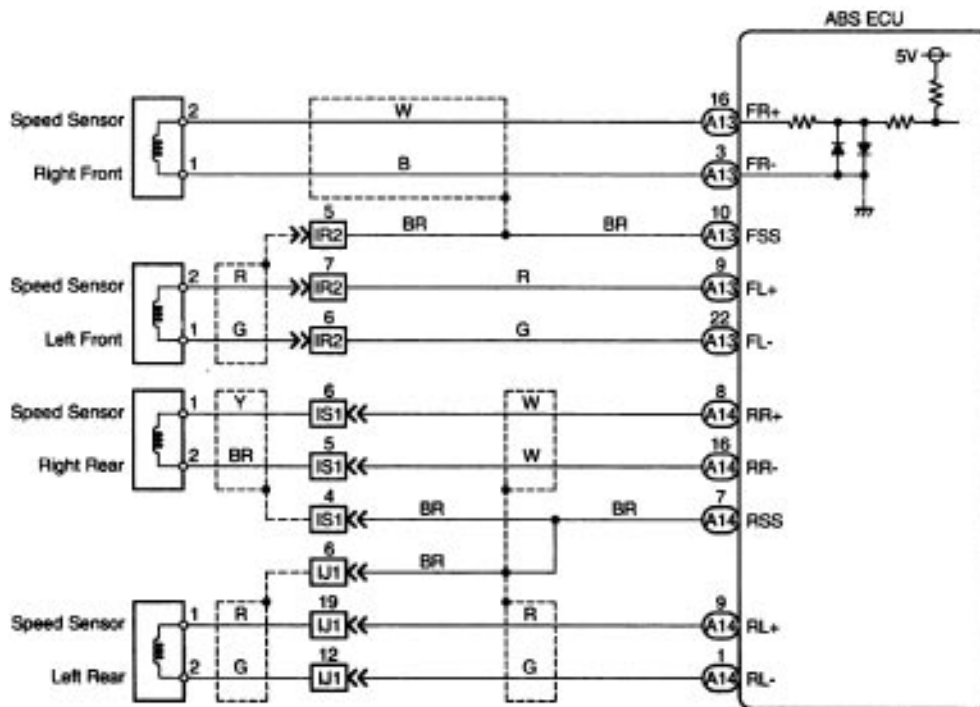 ABS ECU
5V
Speed Sensor 2 W 16 A13 FR+
Right Front 1 B 3 A13 FR-
5 IR2 BR BR 10 A13 FSS
Speed Sensor 2 R 7 IR2 R 9 A13 FL+
Left Front 1 G 6 IR2 G 22 A13 FL-
Speed Sensor 1 Y 6 IS1 W 8 A14 RR+
Right Rear 2 BR 5 IS1 W 16 A14 RR-
4 IS1 BR BR 7 A14 RSS
6 IJ1 BR
Speed Sensor 1 R 19 IJ1 R 9 A14 RL+
Left Rear 2 G 12 IJ1 G 1 A14 RL-